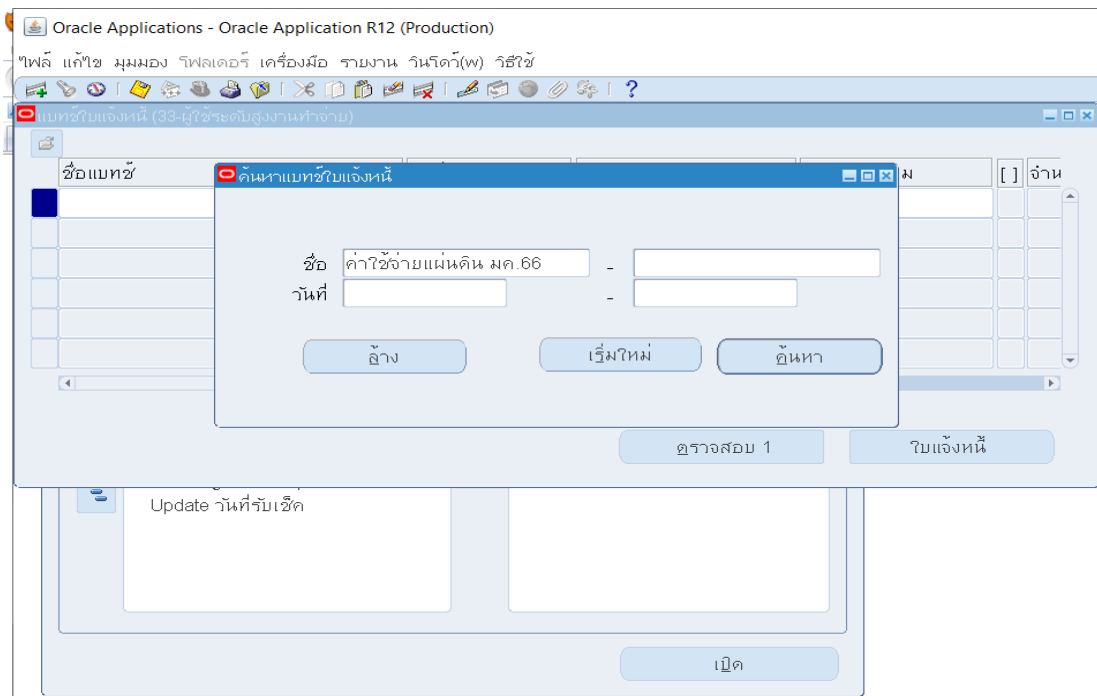 Oracle Applications - Oracle Application R12 (Production)
ไฟล์ แก้ไข มุมมอง โฟลเดอร์ เครื่องมือ รายงาน วินโดว์(w) วิธีใช้
แบทช์ใบแจ้งหนี้ (33-ผู้ใช้ระดับสูงงานทำจ่าย)
ชื่อแบทช์
ม [ ] จำน
ค้นหาแบทช์ใบแจ้งหนี้
ชื่อ ค่าใช้จ่ายแผ่นดิน มค.66 -
วันที่ -
ล้าง เริ่มใหม่ ค้นหา
ตรวจสอบ 1 ใบแจ้งหนี้
Update วันที่รับเช็ค
เปิด